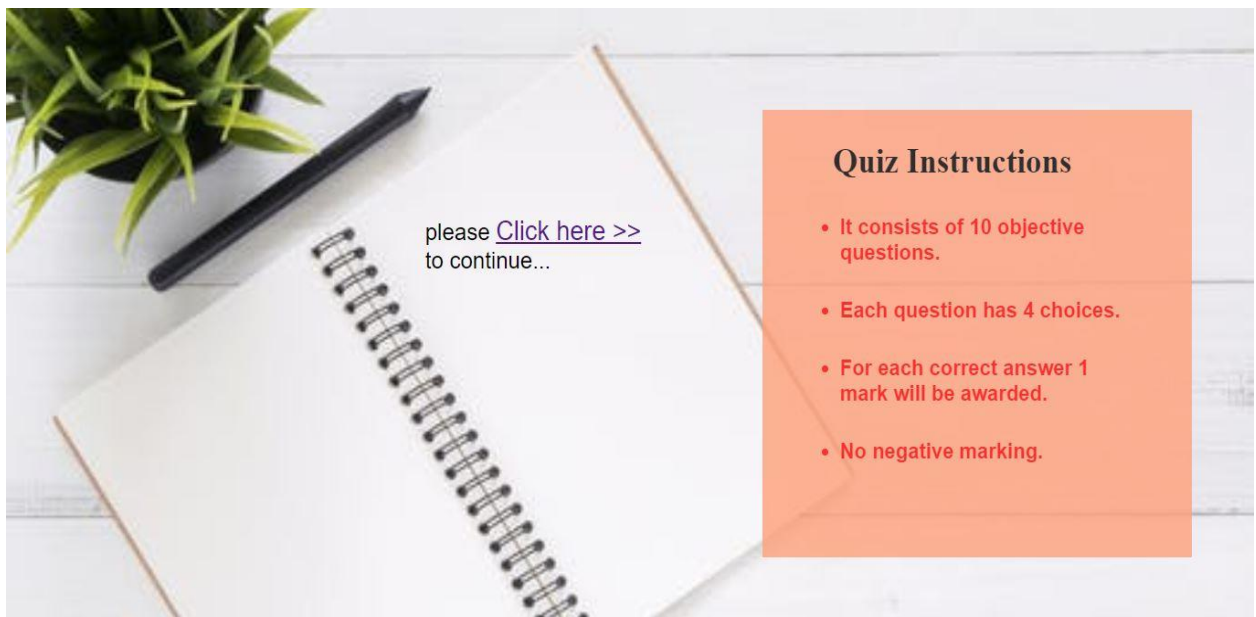 please Click here >>
to continue...
Quiz Instructions
It consists of 10 objective
questions.
Each question has 4 choices.
For each correct answer 1
mark will be awarded.
No negative marking.